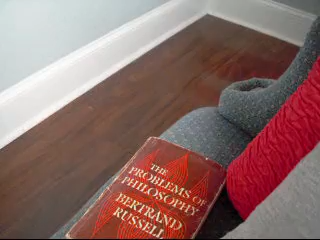 THE
PROBLEMS OF
PHILOSOPHY
BERTRAND
RUSSELL